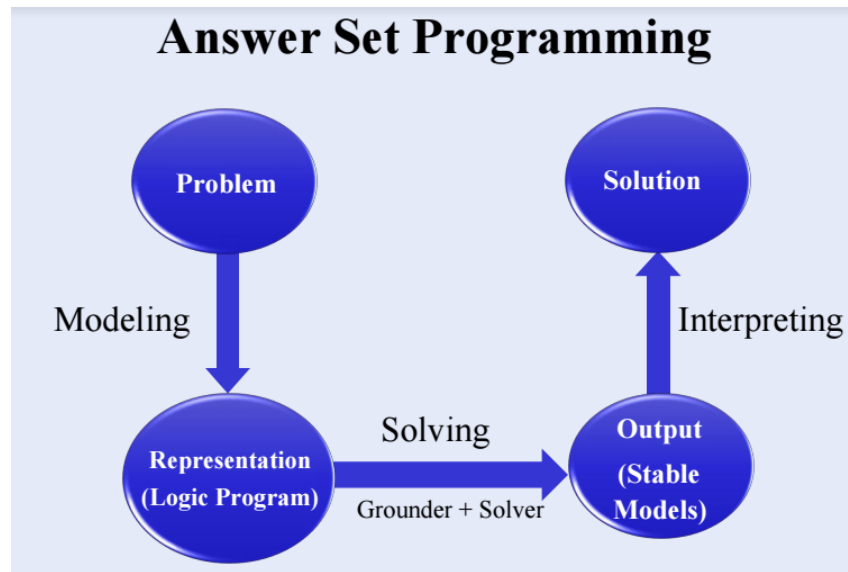 Answer Set Programming
Problem
Solution
Modeling
Interpreting
Representation
(Logic Program)
Solving
Grounder + Solver
Output
(Stable
Models)